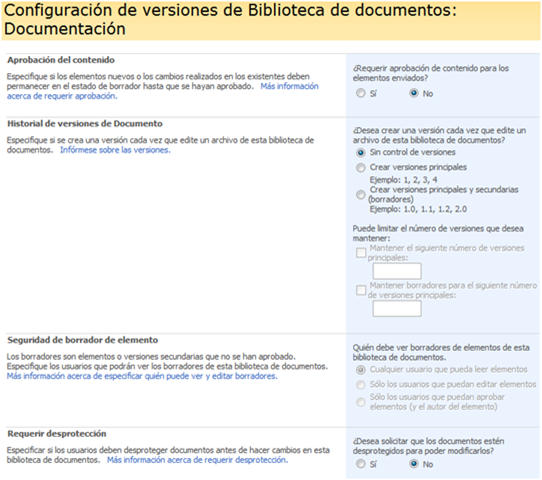 Configuración de versiones de Biblioteca de documentos:
Documentación
Aprobación del contenido
Especifique si los elementos nuevos o los cambios realizados en los existentes deben
permanecer en el estado de borrador hasta que se hayan aprobado. Más información
acerca de requerir aprobación.
¿Requerir aprobación de contenido para los
elementos enviados?
Sí
No
Historial de versiones de Documento
Especifique si se crea una versión cada vez que edite un archivo de esta biblioteca de
documentos. Infórmese sobre las versiones.
¿Desea crear una versión cada vez que edite un
archivo de esta biblioteca de documentos?
Sin control de versiones
Crear versiones principales
Ejemplo: 1, 2, 3, 4
Crear versiones principales y secundarias
(borradores)
Ejemplo: 1.0, 1.1, 1.2, 2.0
Puede limitar el número de versiones que desea
mantener:
Mantener el siguiente número de versiones
principales:
Mantener borradores para el siguiente número
de versiones principales:
Seguridad de borrador de elemento
Los borradores son elementos o versiones secundarias que no se han aprobado.
Especifique los usuarios que podrán ver los borradores de esta biblioteca de documentos.
Más información acerca de especificar quién puede ver y editar borradores.
Quién debe ver borradores de elementos de esta
biblioteca de documentos.
Cualquier usuario que pueda leer elementos
Sólo los usuarios que puedan editar elementos
Sólo los usuarios que puedan aprobar
elementos (y el autor del elemento)
Requerir desprotección
Especificar si los usuarios deben desproteger documentos antes de hacer cambios en esta
biblioteca de documentos. Más información acerca de requerir desprotección.
¿Desea solicitar que los documentos estén
desprotegidos para poder modificarlos?
Sí
No